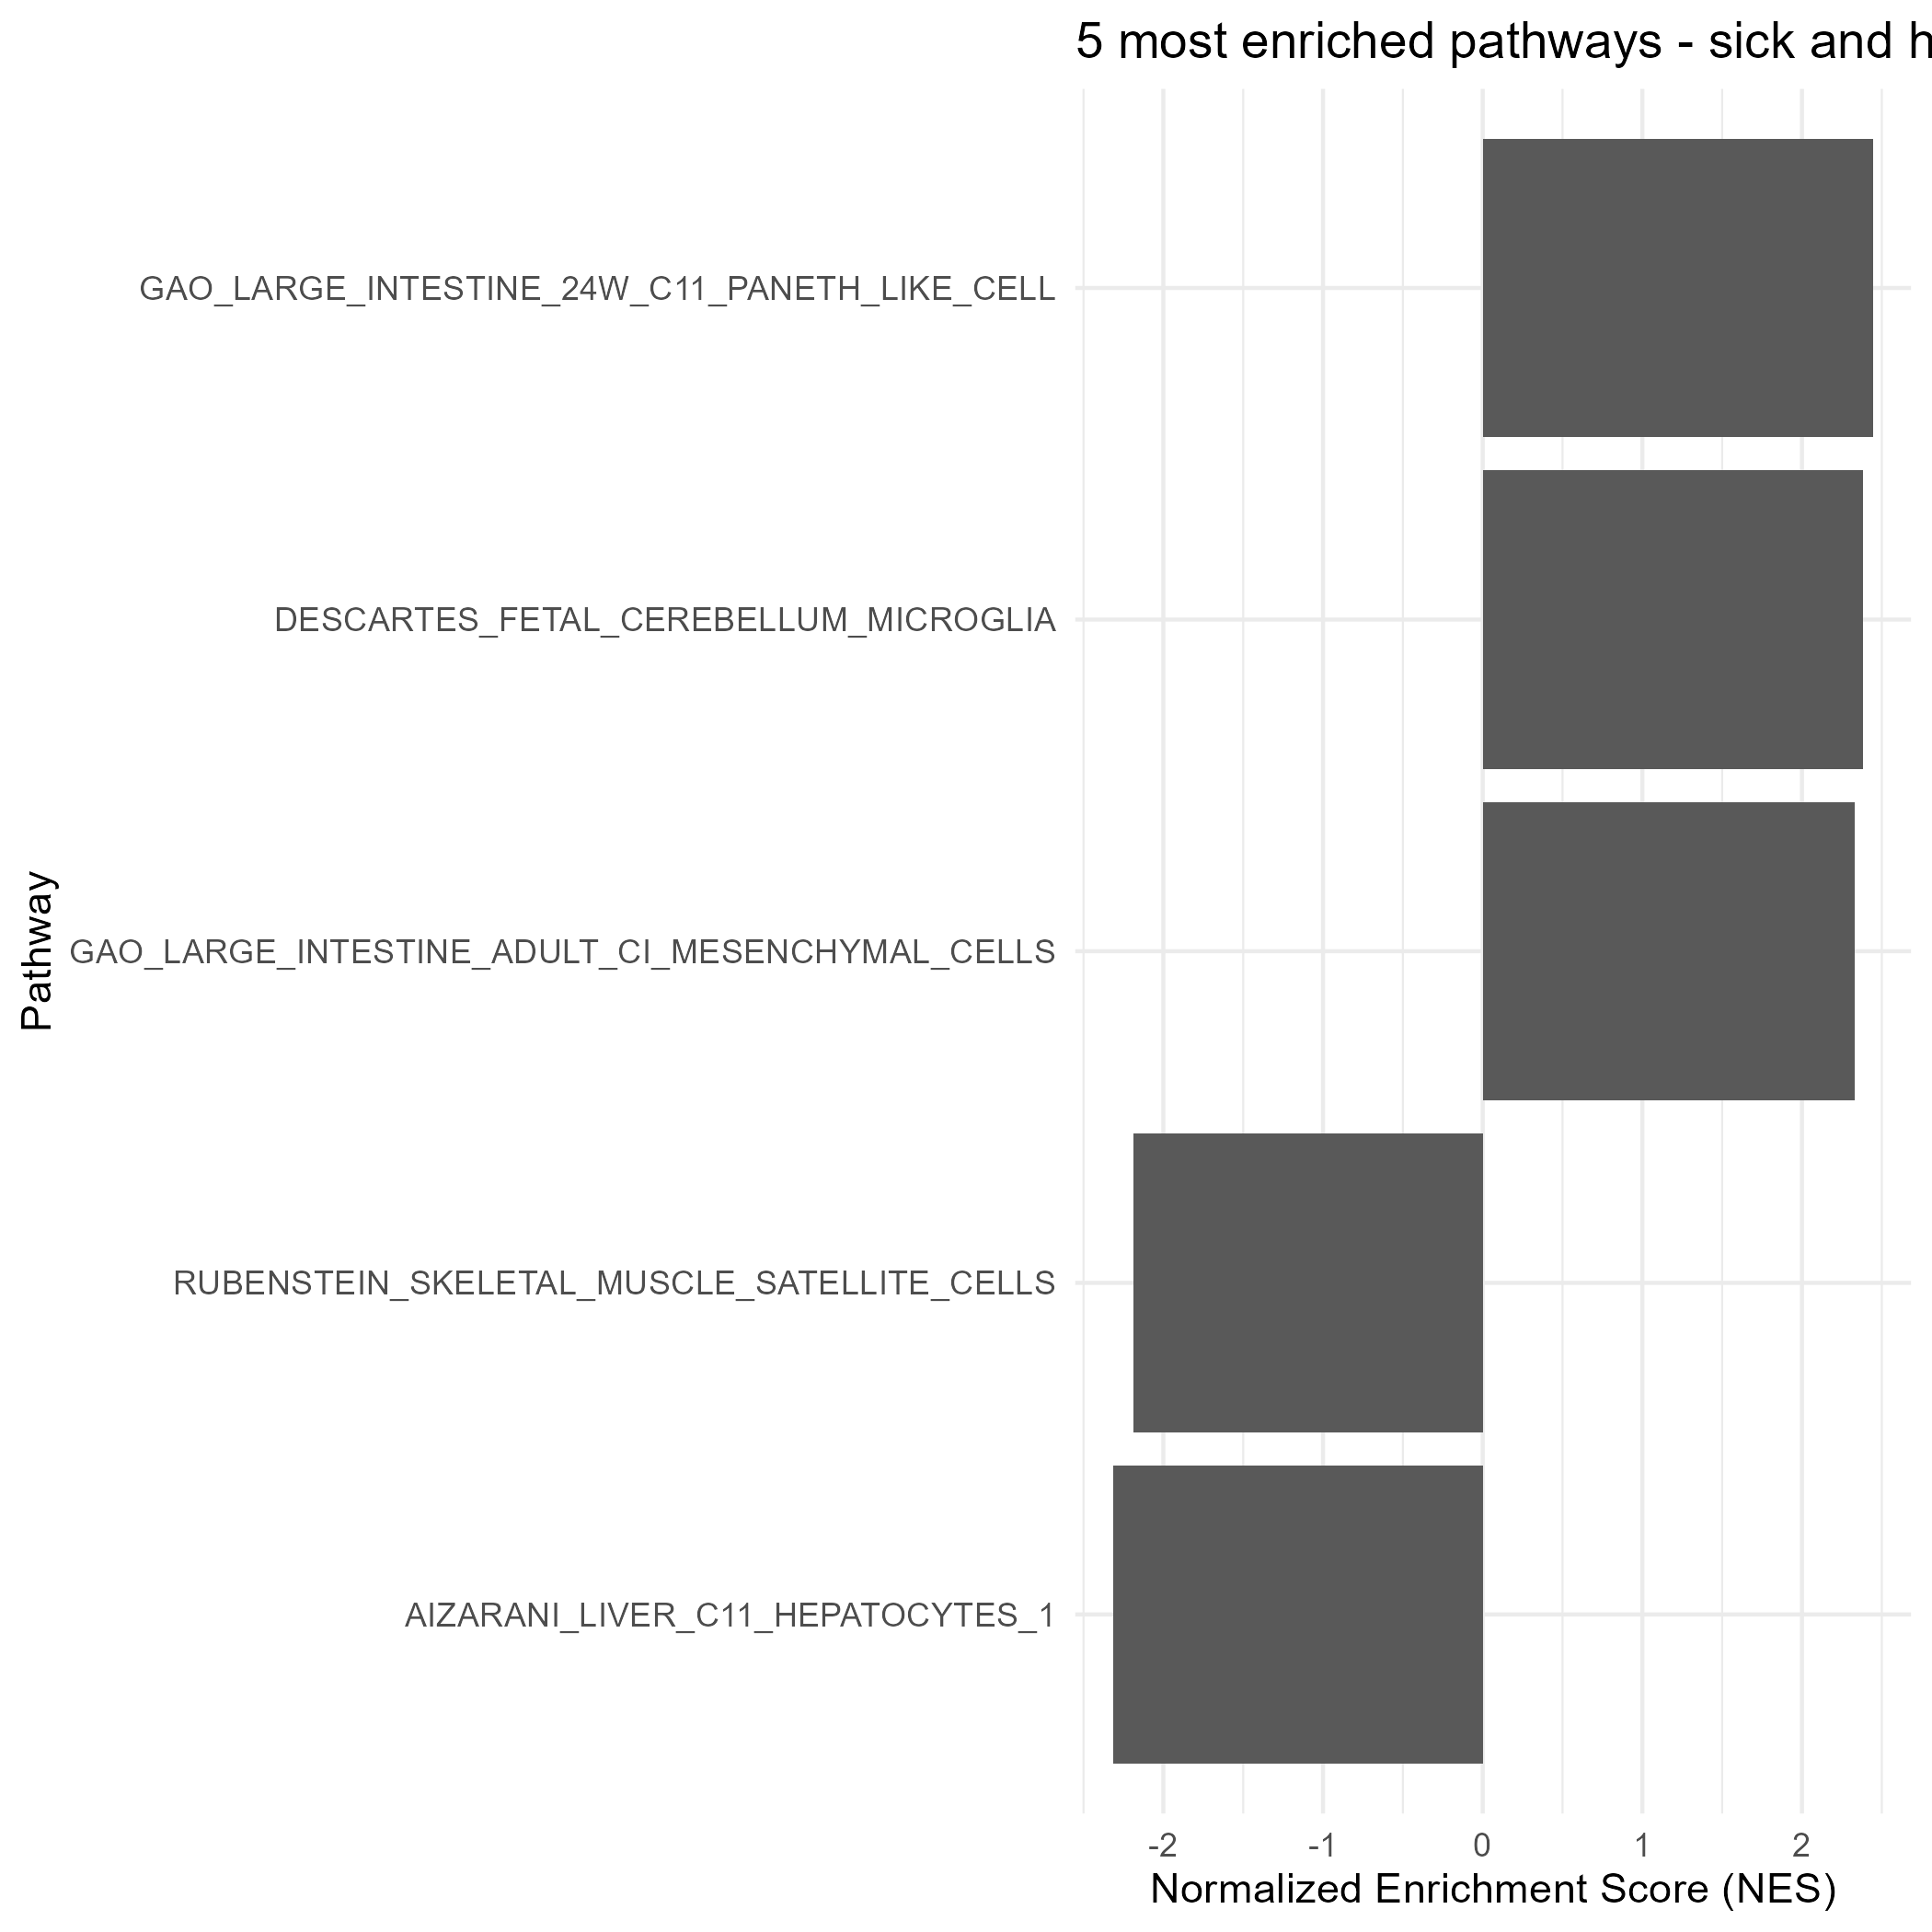 5 most enriched pathways - sick and h
GAO_LARGE_INTESTINE_24W_C11_PANETH_LIKE_CELL
DESCARTES_FETAL_CEREBELLUM_MICROGLIA
GAO_LARGE_INTESTINE_ADULT_CI_MESENCHYMAL_CELLS
RUBENSTEIN_SKELETAL_MUSCLE_SATELLITE_CELLS
AIZARANI_LIVER_C11_HEPATOCYTES_1
Pathway
-2 -1 0 1 2
Normalized Enrichment Score (NES)